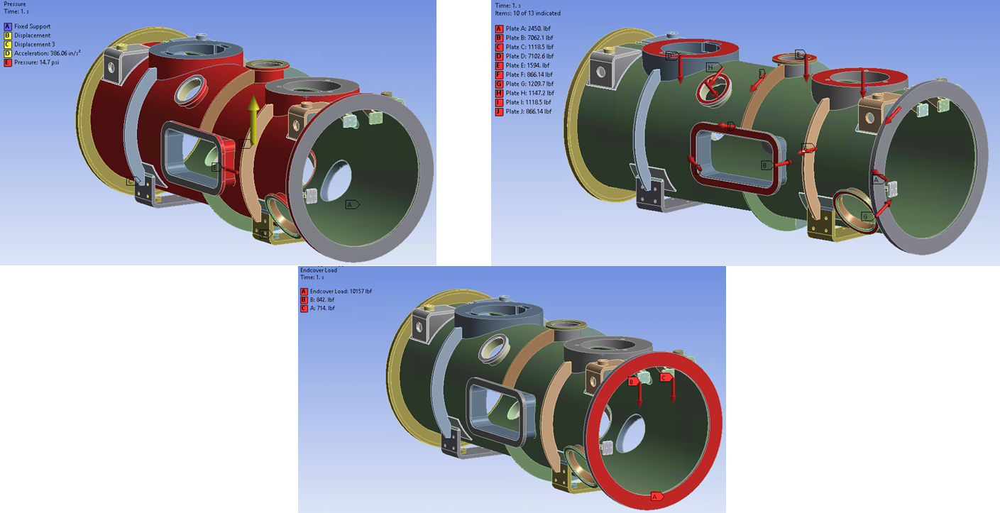 Pressure
Time: 1. s
A Fixed Support
B Displacement
C Displacement 3
D Acceleration: 386.06 in/s²
E Pressure: 14.7 psi
E
C
A
Time: 1. s
Items: 10 of 13 indicated
A Plate A: 2450. lbf
B Plate B: 7062.1 lbf
C Plate C: 1118.5 lbf
D Plate D: 7102.6 lbf
E Plate E: 1594. lbf
F Plate F: 866.14 lbf
G Plate G: 1209.7 lbf
H Plate H: 1147.2 lbf
I Plate I: 1118.5 lbf
J Plate J: 866.14 lbf
D
E
H
B
A
G
Endcover Load
Time: 1. s
A Endcover Load: 10157 lbf
B B: 842. lbf
C A: 714. lbf
B
C
A